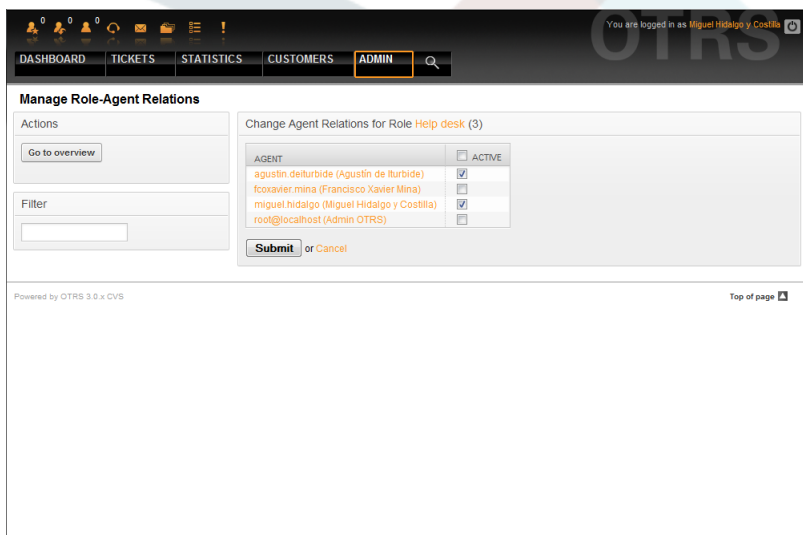 0 0 0
You are logged in as Miguel Hidalgo y Costilla
OTRS
DASHBOARD TICKETS STATISTICS CUSTOMERS ADMIN
Manage Role-Agent Relations
Actions
Go to overview
Filter
Change Agent Relations for Role Help desk (3)
AGENT ACTIVE
agustin.deiturbide (Agustín de Iturbide)
fcoxavier.mina (Francisco Xavier Mina)
miguel.hidalgo (Miguel Hidalgo y Costilla)
root@localhost (Admin OTRS)
Submit or Cancel
Powered by OTRS 3.0.x CVS
Top of page